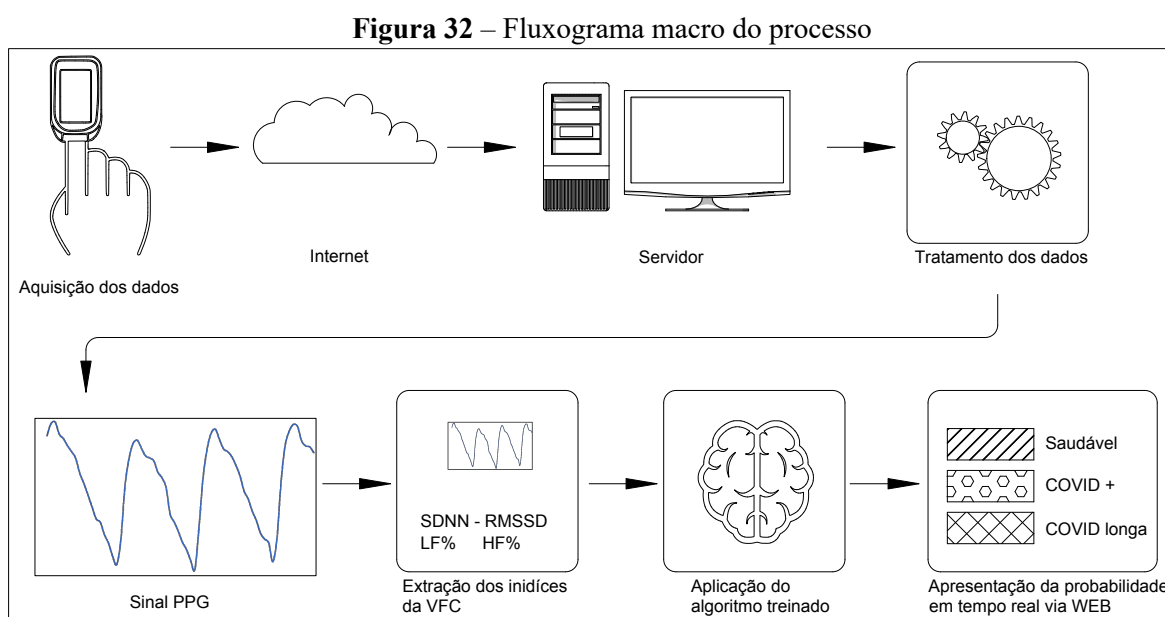 Figura 32 – Fluxograma macro do processo
Aquisição dos dados
Internet
Servidor
Tratamento dos dados
Sinal PPG
SDNN - RMSSD
LF% HF%
Extração dos inidíces
da VFC
Aplicação do
algoritmo treinado
Saudável
COVID +
COVID longa
Apresentação da probabilidade
em tempo real via WEB